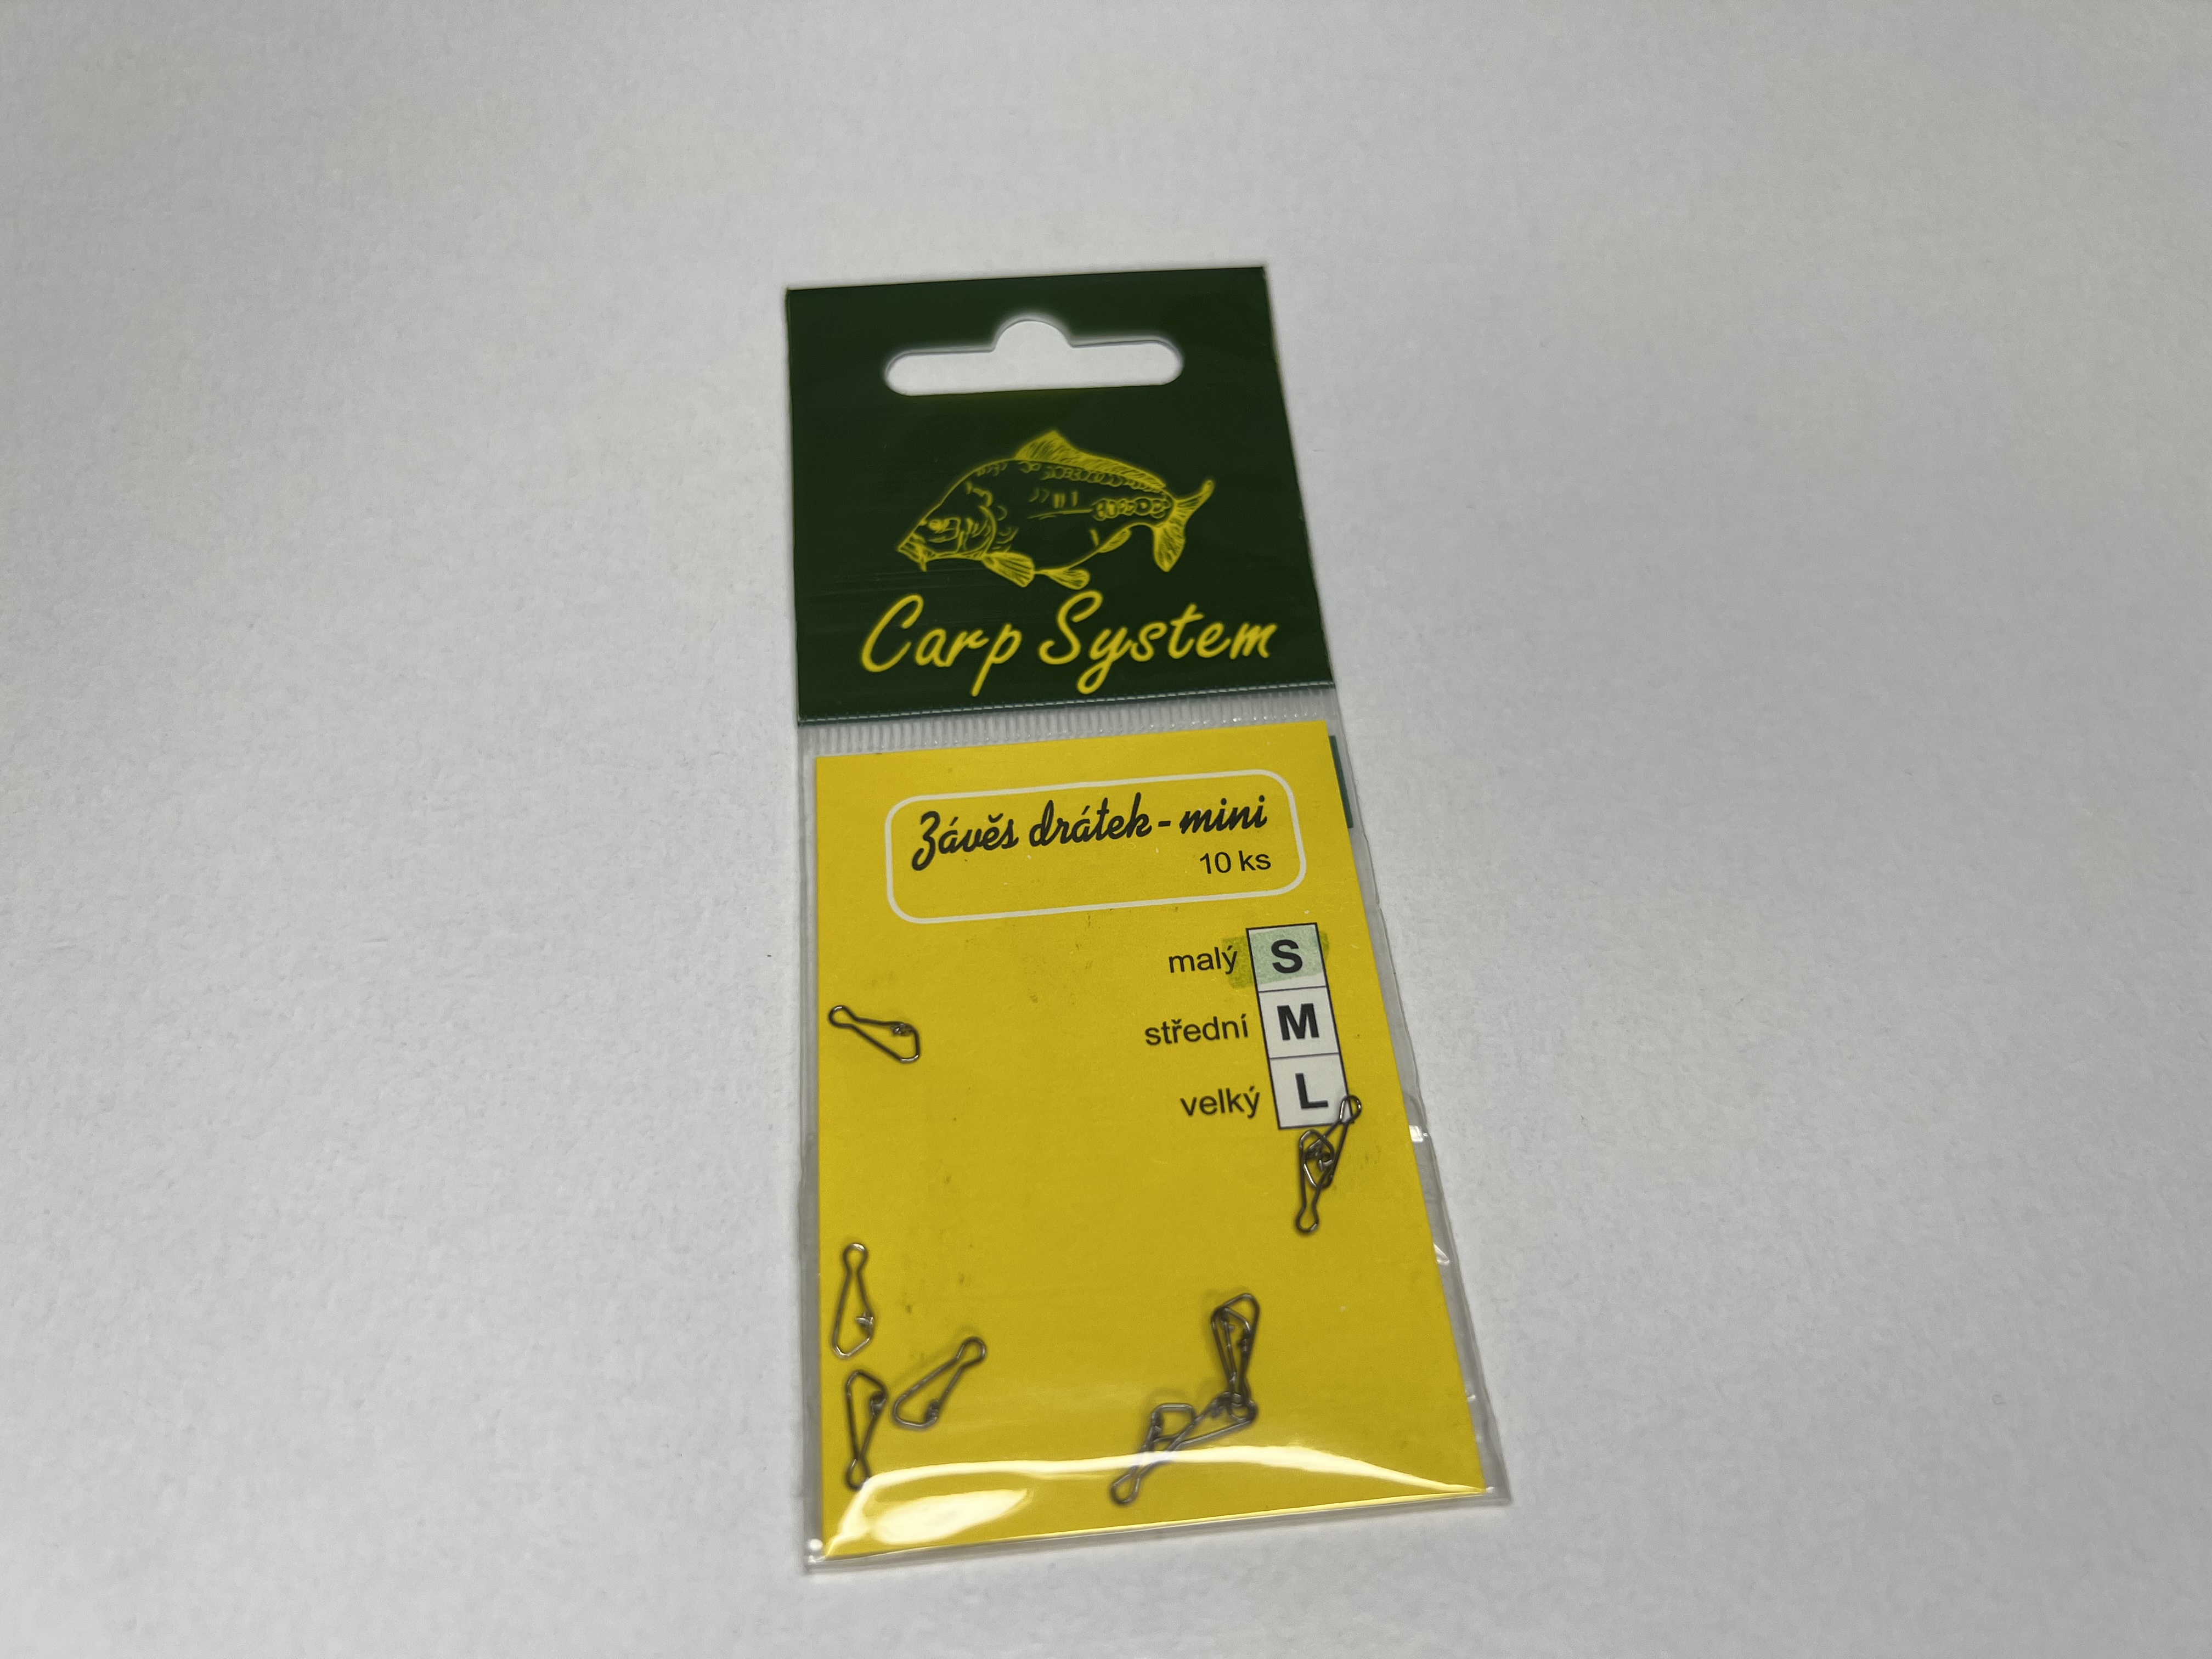 Carp System
Závěs drátek - mini
10 ks
malý S
střední M
velký L